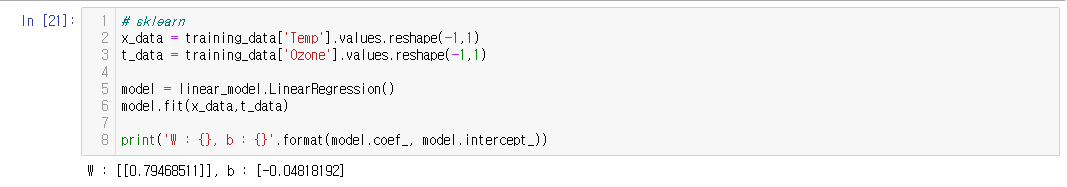 In [21]:
1 # sklearn
2 x_data = training_data['Temp'].values.reshape(-1,1)
3 t_data = training_data['Ozone'].values.reshape(-1,1)
4
5 model = linear_model.LinearRegression()
6 model.fit(x_data,t_data)
7
8 print('W : {}, b : {}'.format(model.coef_, model.intercept_))
W : [[0.79468511]], b : [-0.04818192]